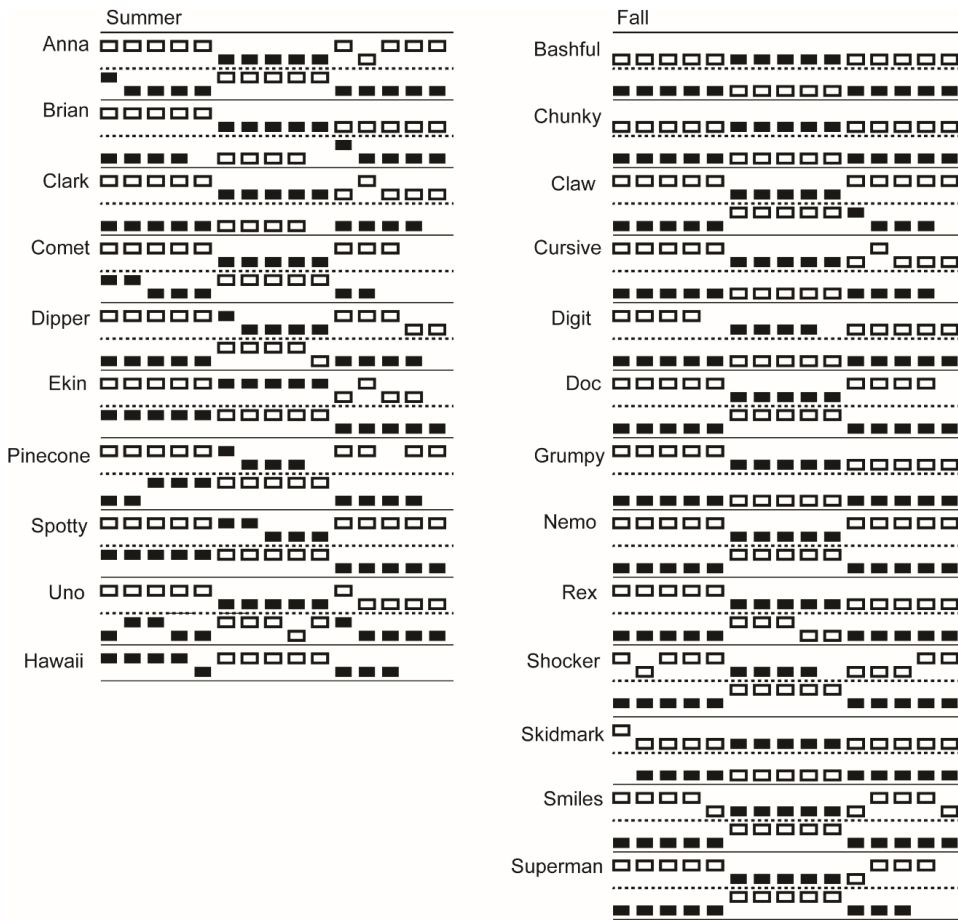 Summer
Anna
Brian
Clark
Comet
Dipper
Ekin
Pinecone
Spotty
Uno
Hawaii
Fall
Bashful
Chunky
Claw
Cursive
Digit
Doc
Grumpy
Nemo
Rex
Shocker
Skidmark
Smiles
Superman